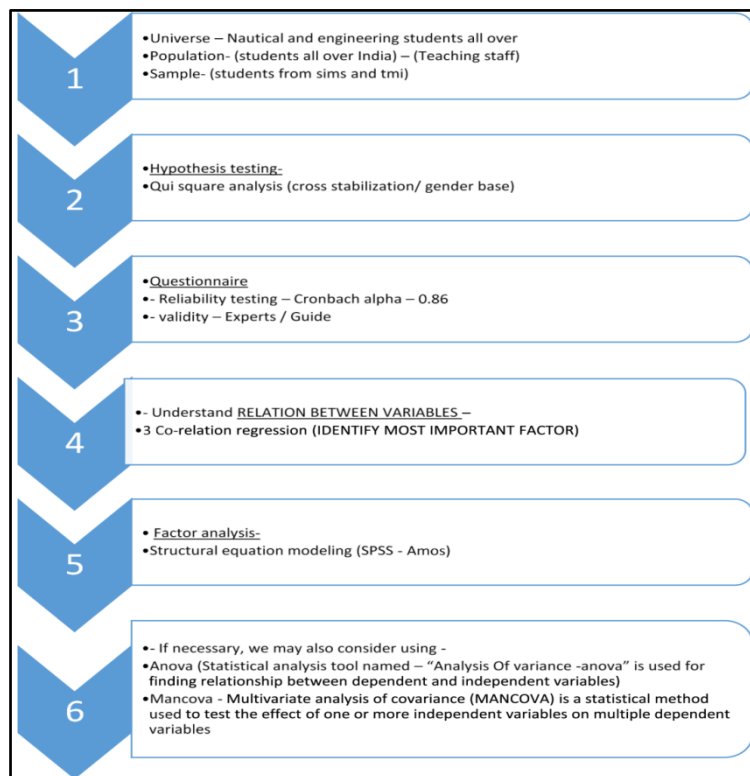 1
•Universe – Nautical and engineering students all over
•Population- (students all over India) – (Teaching staff)
•Sample- (students from sims and tmi)
2
•Hypothesis testing-
•Qui square analysis (cross stabilization/ gender base)
3
•Questionnaire
•- Reliability testing – Cronbach alpha – 0.86
•- validity – Experts / Guide
4
•- Understand RELATION BETWEEN VARIABLES –
•3 Co-relation regression (IDENTIFY MOST IMPORTANT FACTOR)
5
• Factor analysis-
•Structural equation modeling (SPSS - Amos)
6
•- If necessary, we may also consider using -
•Anova (Statistical analysis tool named – “Analysis Of variance -anova” is used for
finding relationship between dependent and independent variables)
•Mancova - Multivariate analysis of covariance (MANCOVA) is a statistical method
used to test the effect of one or more independent variables on multiple dependent
variables